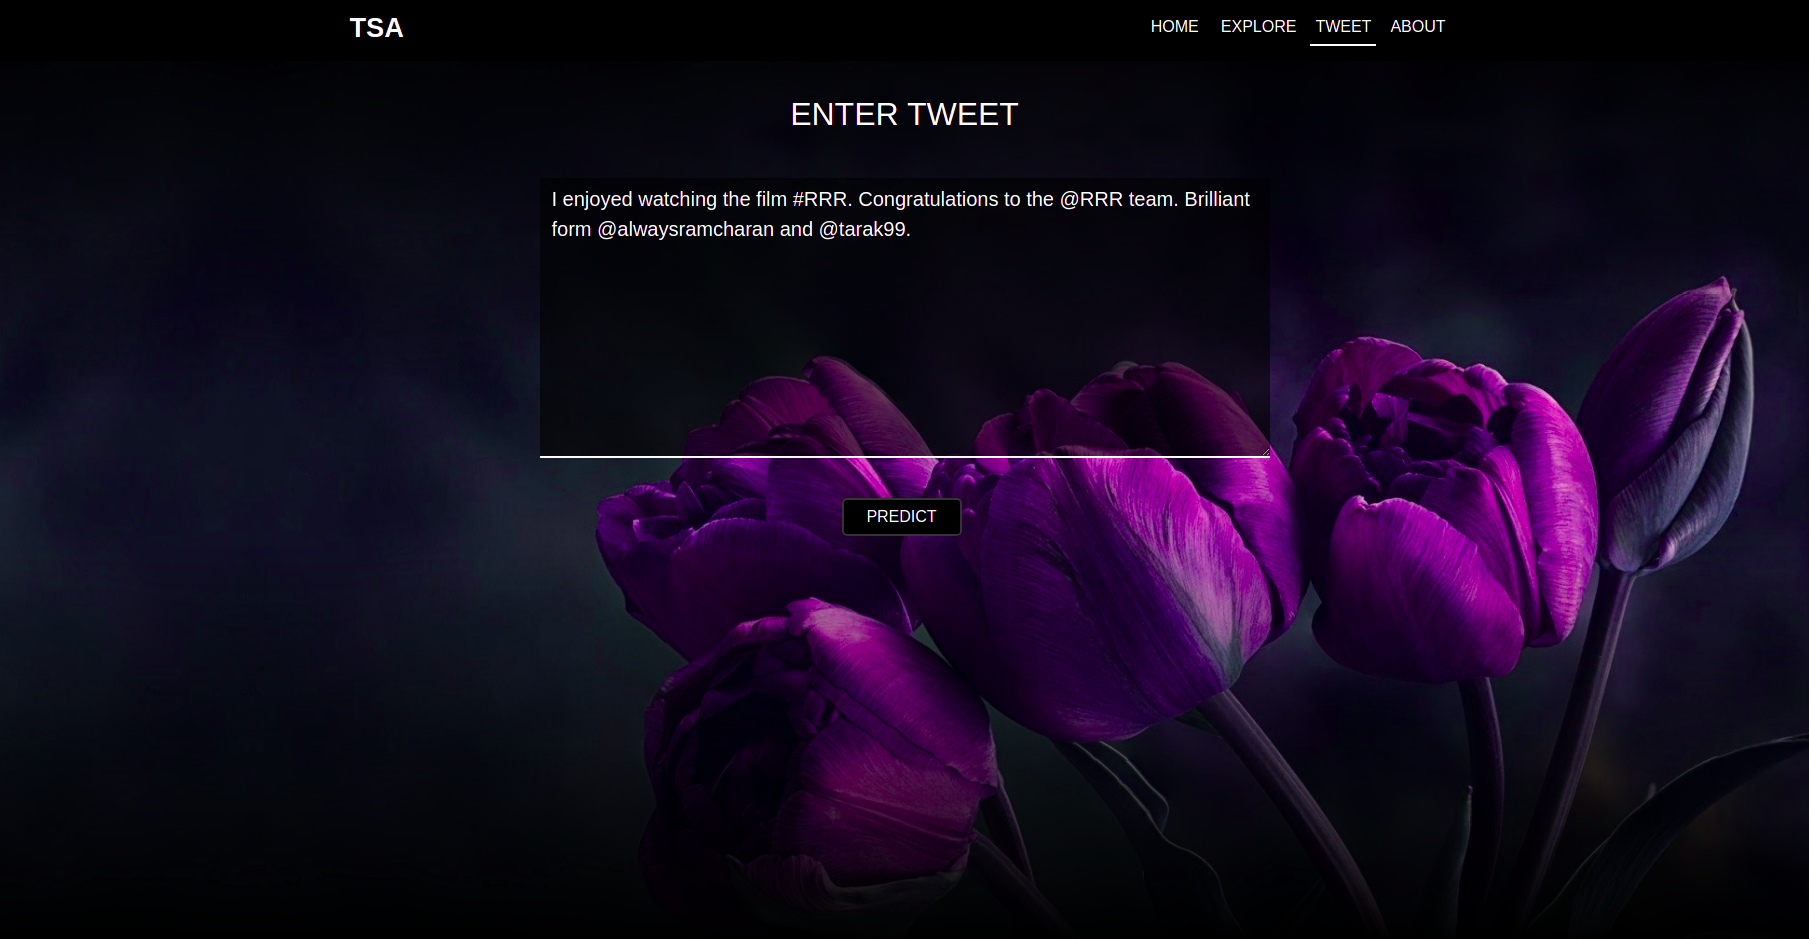 TSA
HOME EXPLORE TWEET ABOUT
ENTER TWEET
I enjoyed watching the film #RRR. Congratulations to the @RRR team. Brilliant
form @alwaysramcharan and @tarak99.
PREDICT